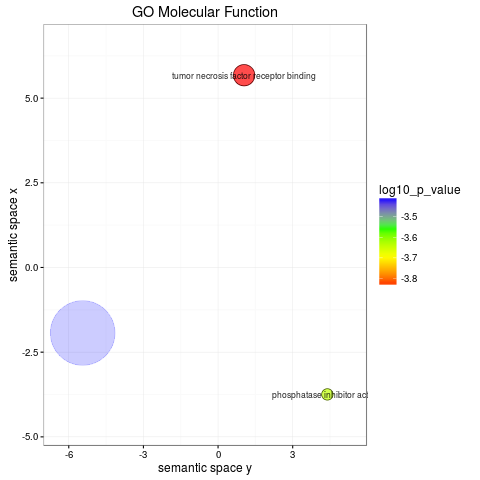 GO Molecular Function
tumor necrosis factor receptor binding
phosphatase inhibitor act
5.0
2.5
0.0
-2.5
-5.0
semantic space x
-6
-3
0
3
semantic space y
log10_p_value
-3.5
-3.6
-3.7
-3.8